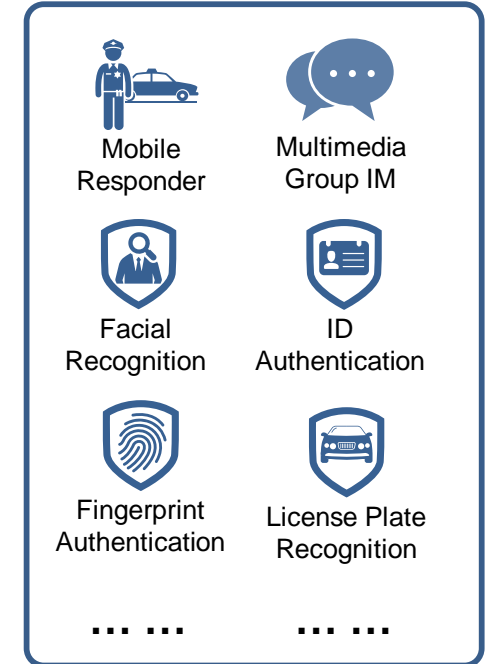 Mobile
Responder
Multimedia
Group IM
Facial
Recognition
ID
Authentication
Fingerprint
Authentication
License Plate
Recognition
... ...
... ...